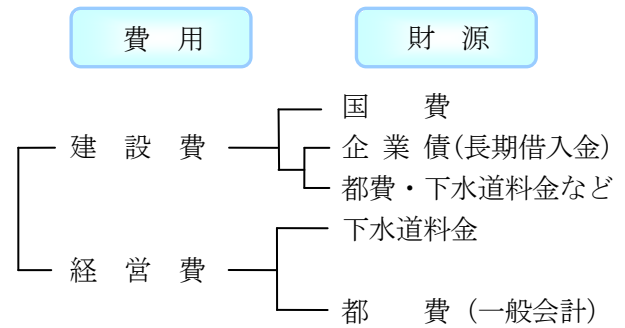 費用 財源
国費
建設費 企業債(長期借入金)
都費・下水道料金など
下水道料金
経営費
都費(一般会計)